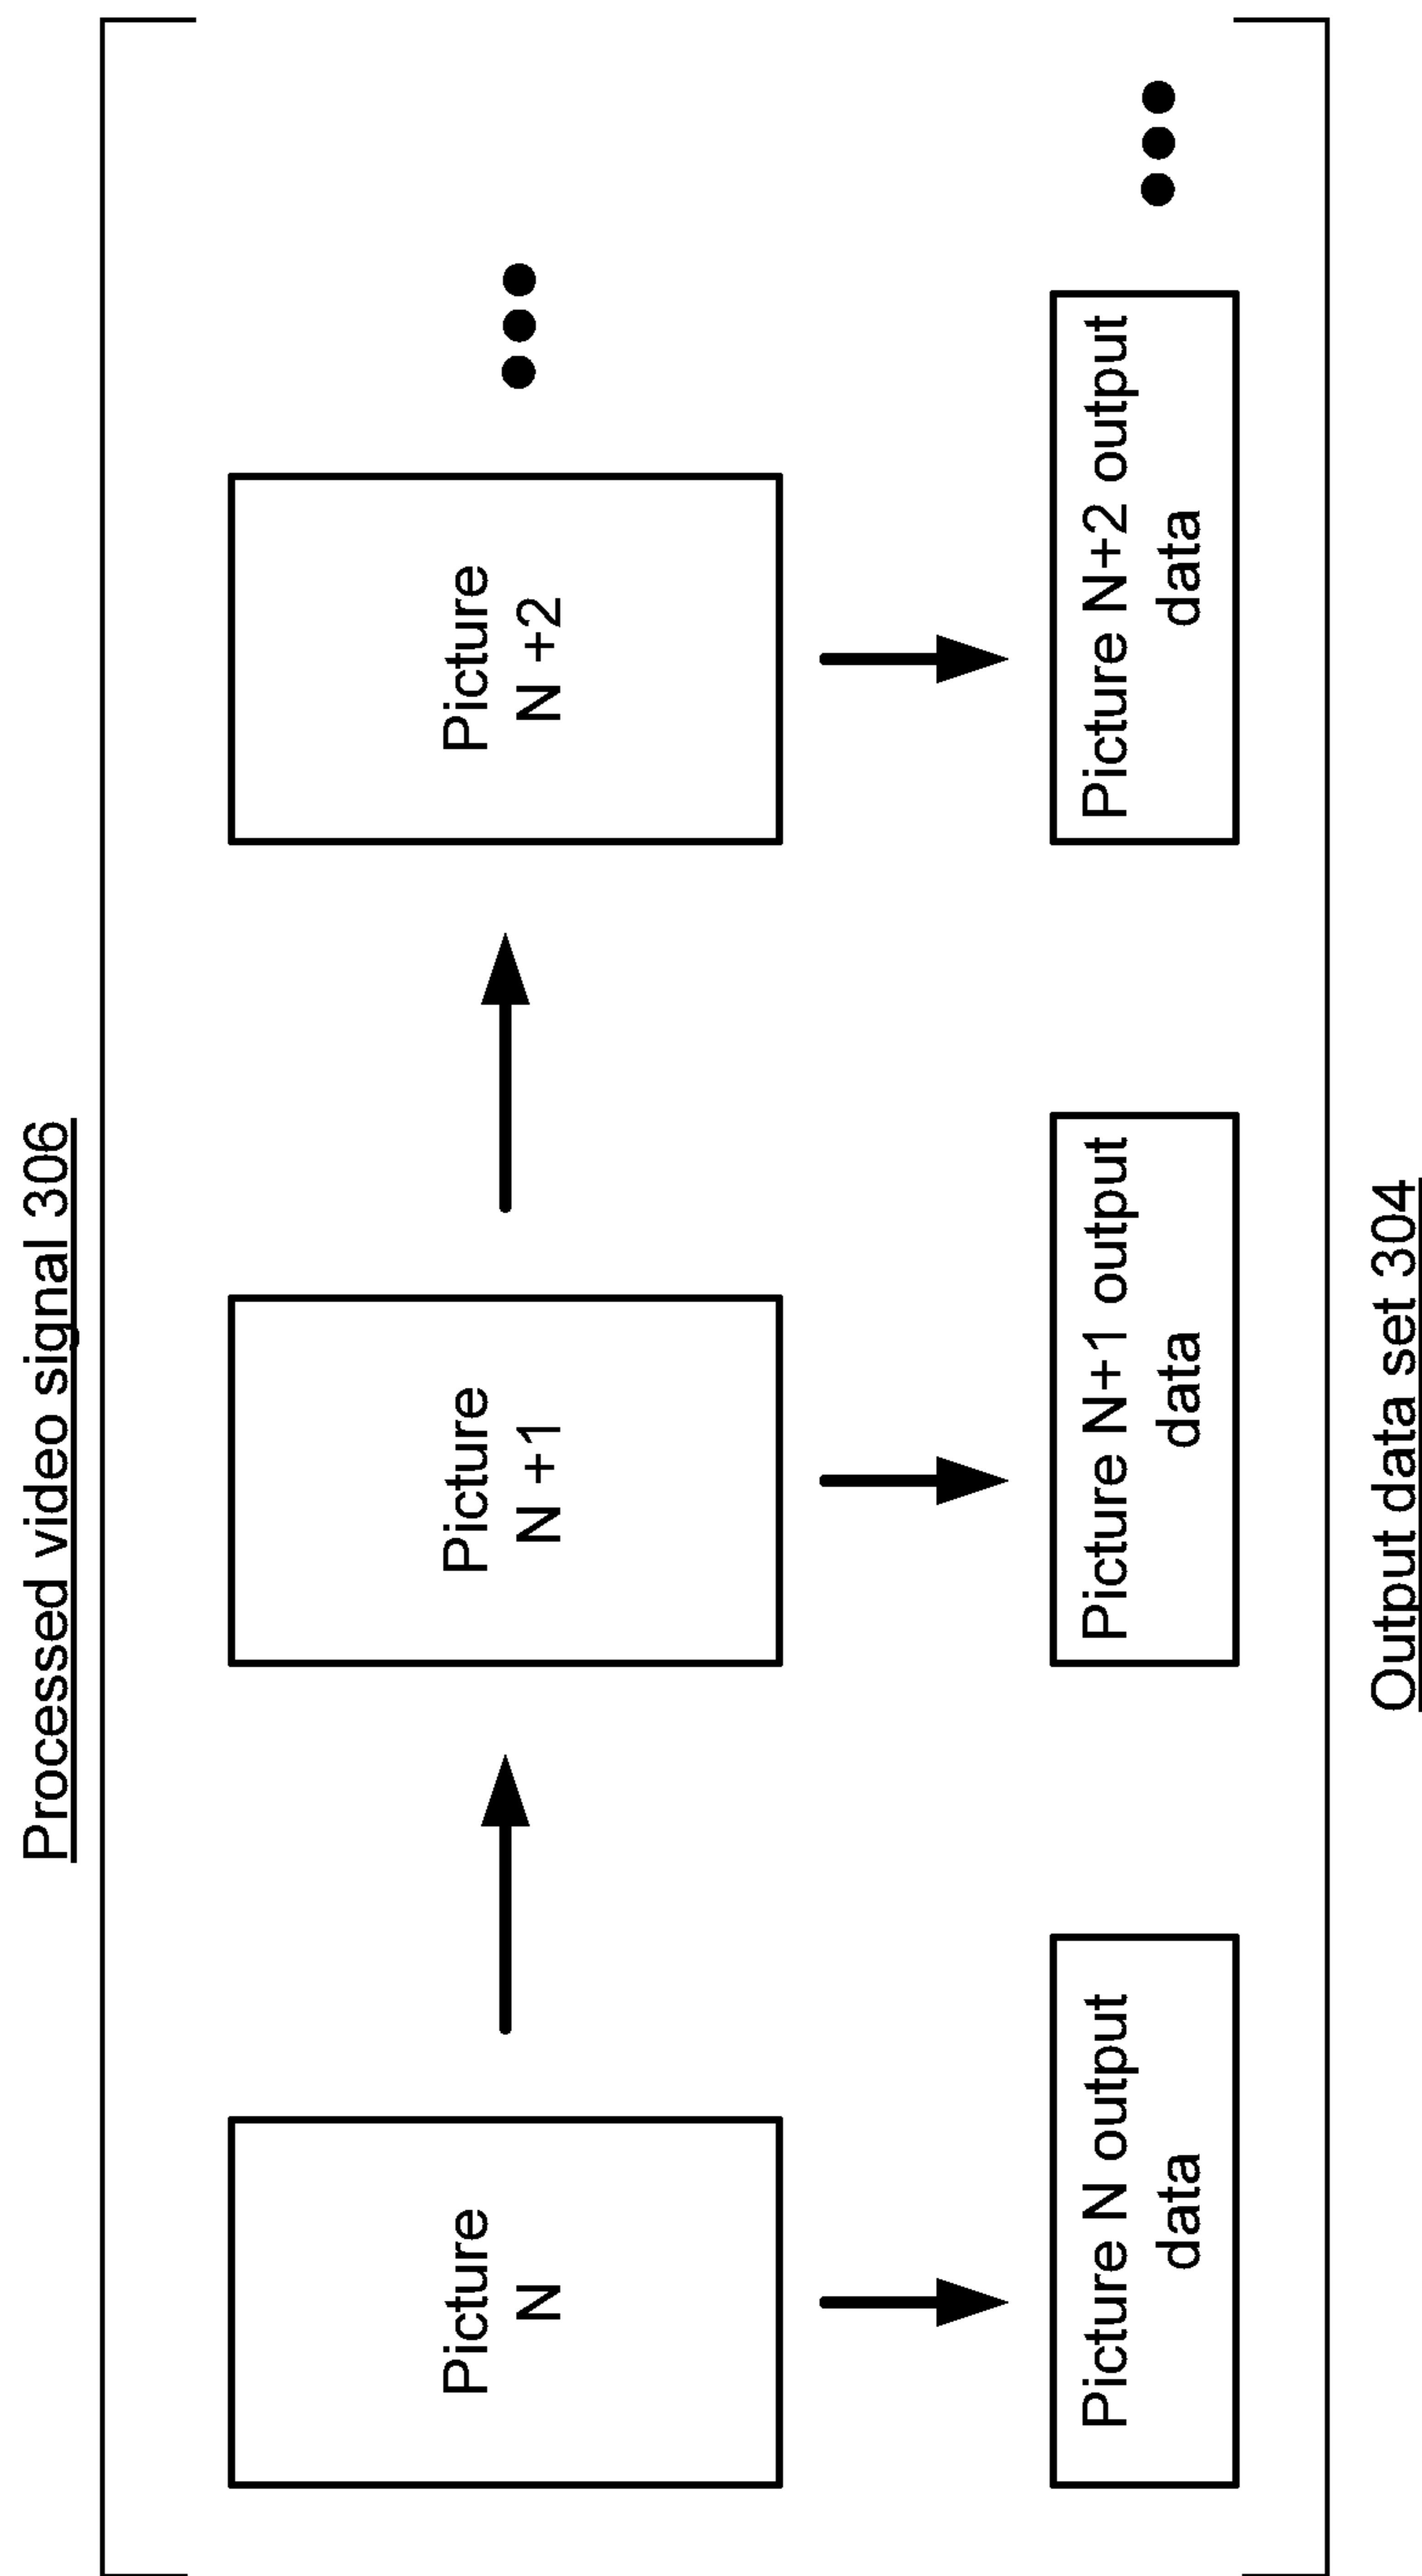 Processed video signal 306
Picture
N
Picture
N +1
Picture
N +2
Picture N output
data
Picture N+1 output
data
Picture N+2 output
data
Output data set 304